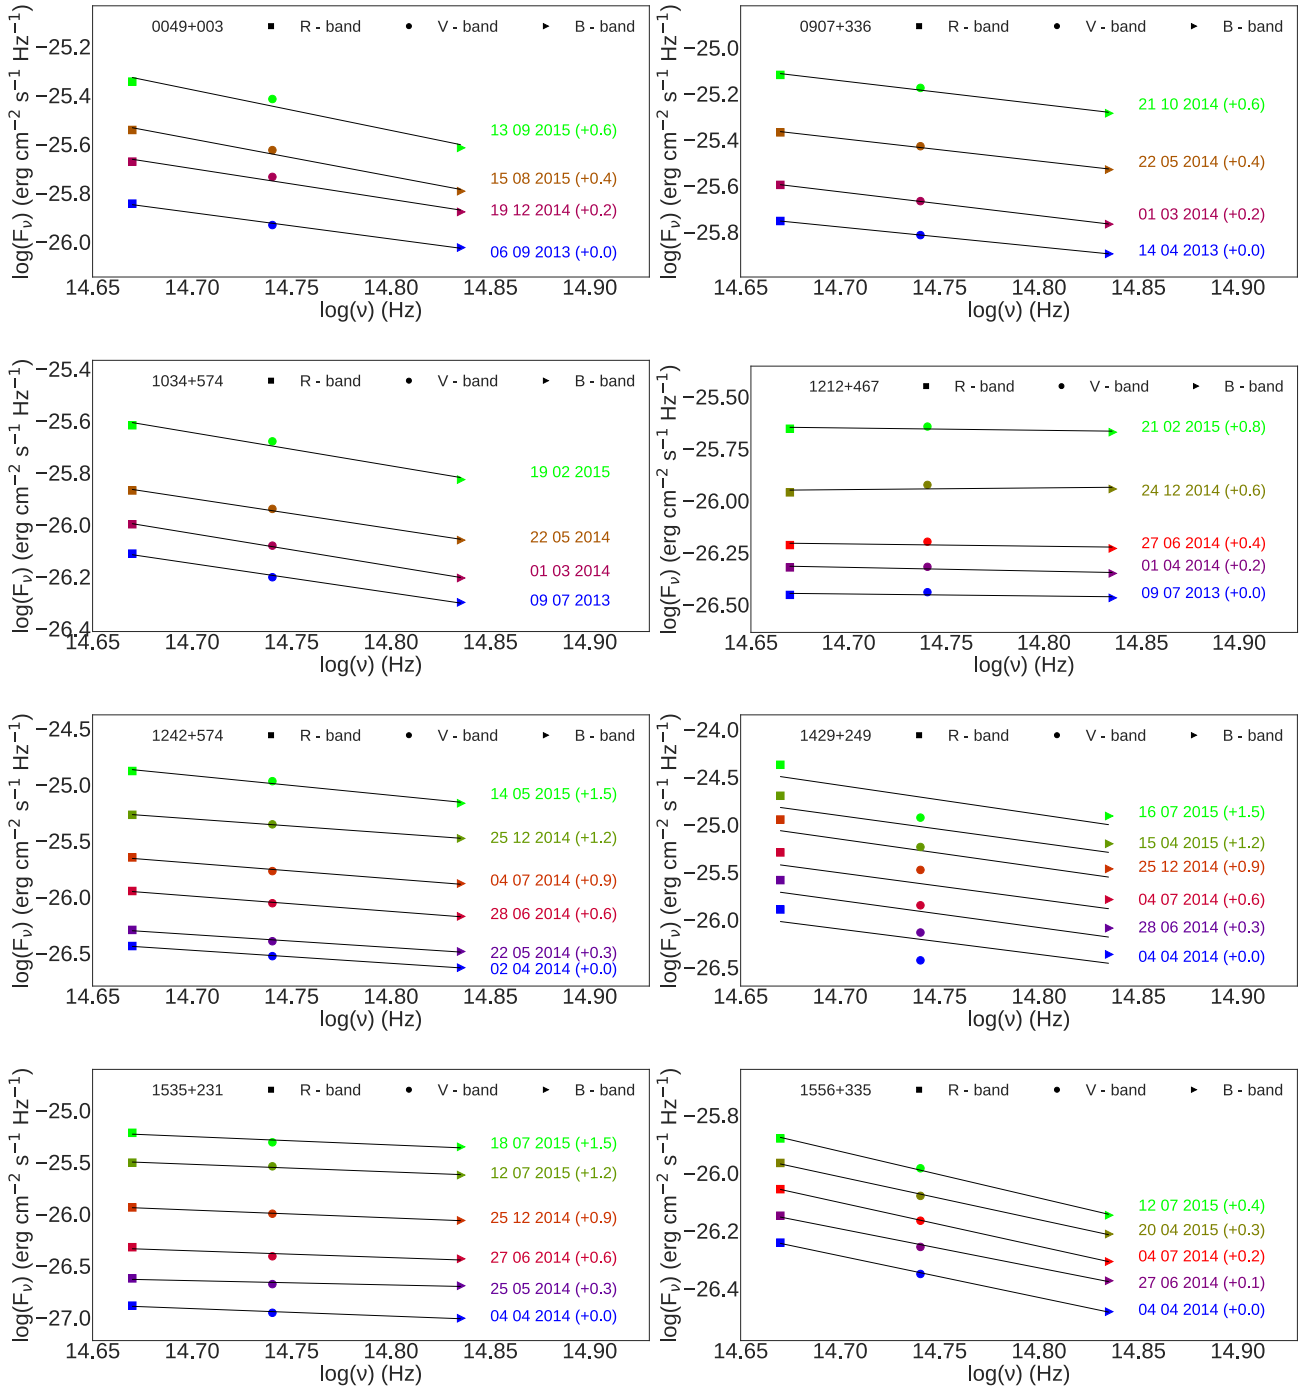 0049+003 R - band V - band B - band
−25.2
−25.4
−25.6
−25.8
−26.0
log(Fν) (erg cm−2 s−1 Hz−1)
13 09 2015 (+0.6)
15 08 2015 (+0.4)
19 12 2014 (+0.2)
06 09 2013 (+0.0)
14.65 14.70 14.75 14.80 14.85 14.90
log(ν) (Hz)
0907+336 R - band V - band B - band
−25.0
−25.2
−25.4
−25.6
−25.8
log(Fν) (erg cm−2 s−1 Hz−1)
21 10 2014 (+0.6)
22 05 2014 (+0.4)
01 03 2014 (+0.2)
14 04 2013 (+0.0)
14.65 14.70 14.75 14.80 14.85 14.90
log(ν) (Hz)
1034+574 R - band V - band B - band
−25.4
−25.6
−25.8
−26.0
−26.2
−26.4
log(Fν) (erg cm−2 s−1 Hz−1)
19 02 2015
22 05 2014
01 03 2014
09 07 2013
14.65 14.70 14.75 14.80 14.85 14.90
log(ν) (Hz)
1212+467 R - band V - band B - band
−25.50
−25.75
−26.00
−26.25
−26.50
log(Fν) (erg cm−2 s−1 Hz−1)
21 02 2015 (+0.8)
24 12 2014 (+0.6)
27 06 2014 (+0.4)
01 04 2014 (+0.2)
09 07 2013 (+0.0)
14.65 14.70 14.75 14.80 14.85 14.90
log(ν) (Hz)
1242+574 R - band V - band B - band
−24.5
−25.0
−25.5
−26.0
−26.5
log(Fν) (erg cm−2 s−1 Hz−1)
14 05 2015 (+1.5)
25 12 2014 (+1.2)
04 07 2014 (+0.9)
28 06 2014 (+0.6)
22 05 2014 (+0.3)
02 04 2014 (+0.0)
14.65 14.70 14.75 14.80 14.85 14.90
log(ν) (Hz)
1429+249 R - band V - band B - band
−24.0
−24.5
−25.0
−25.5
−26.0
−26.5
log(Fν) (erg cm−2 s−1 Hz−1)
16 07 2015 (+1.5)
15 04 2015 (+1.2)
25 12 2014 (+0.9)
04 07 2014 (+0.6)
28 06 2014 (+0.3)
04 04 2014 (+0.0)
14.65 14.70 14.75 14.80 14.85 14.90
log(ν) (Hz)
1535+231 R - band V - band B - band
−25.0
−25.5
−26.0
−26.5
−27.0
log(Fν) (erg cm−2 s−1 Hz−1)
18 07 2015 (+1.5)
12 07 2015 (+1.2)
25 12 2014 (+0.9)
27 06 2014 (+0.6)
25 05 2014 (+0.3)
04 04 2014 (+0.0)
14.65 14.70 14.75 14.80 14.85 14.90
log(ν) (Hz)
1556+335 R - band V - band B - band
−25.8
−26.0
−26.2
−26.4
log(Fν) (erg cm−2 s−1 Hz−1)
12 07 2015 (+0.4)
20 04 2015 (+0.3)
04 07 2014 (+0.2)
27 06 2014 (+0.1)
04 04 2014 (+0.0)
14.65 14.70 14.75 14.80 14.85 14.90
log(ν) (Hz)